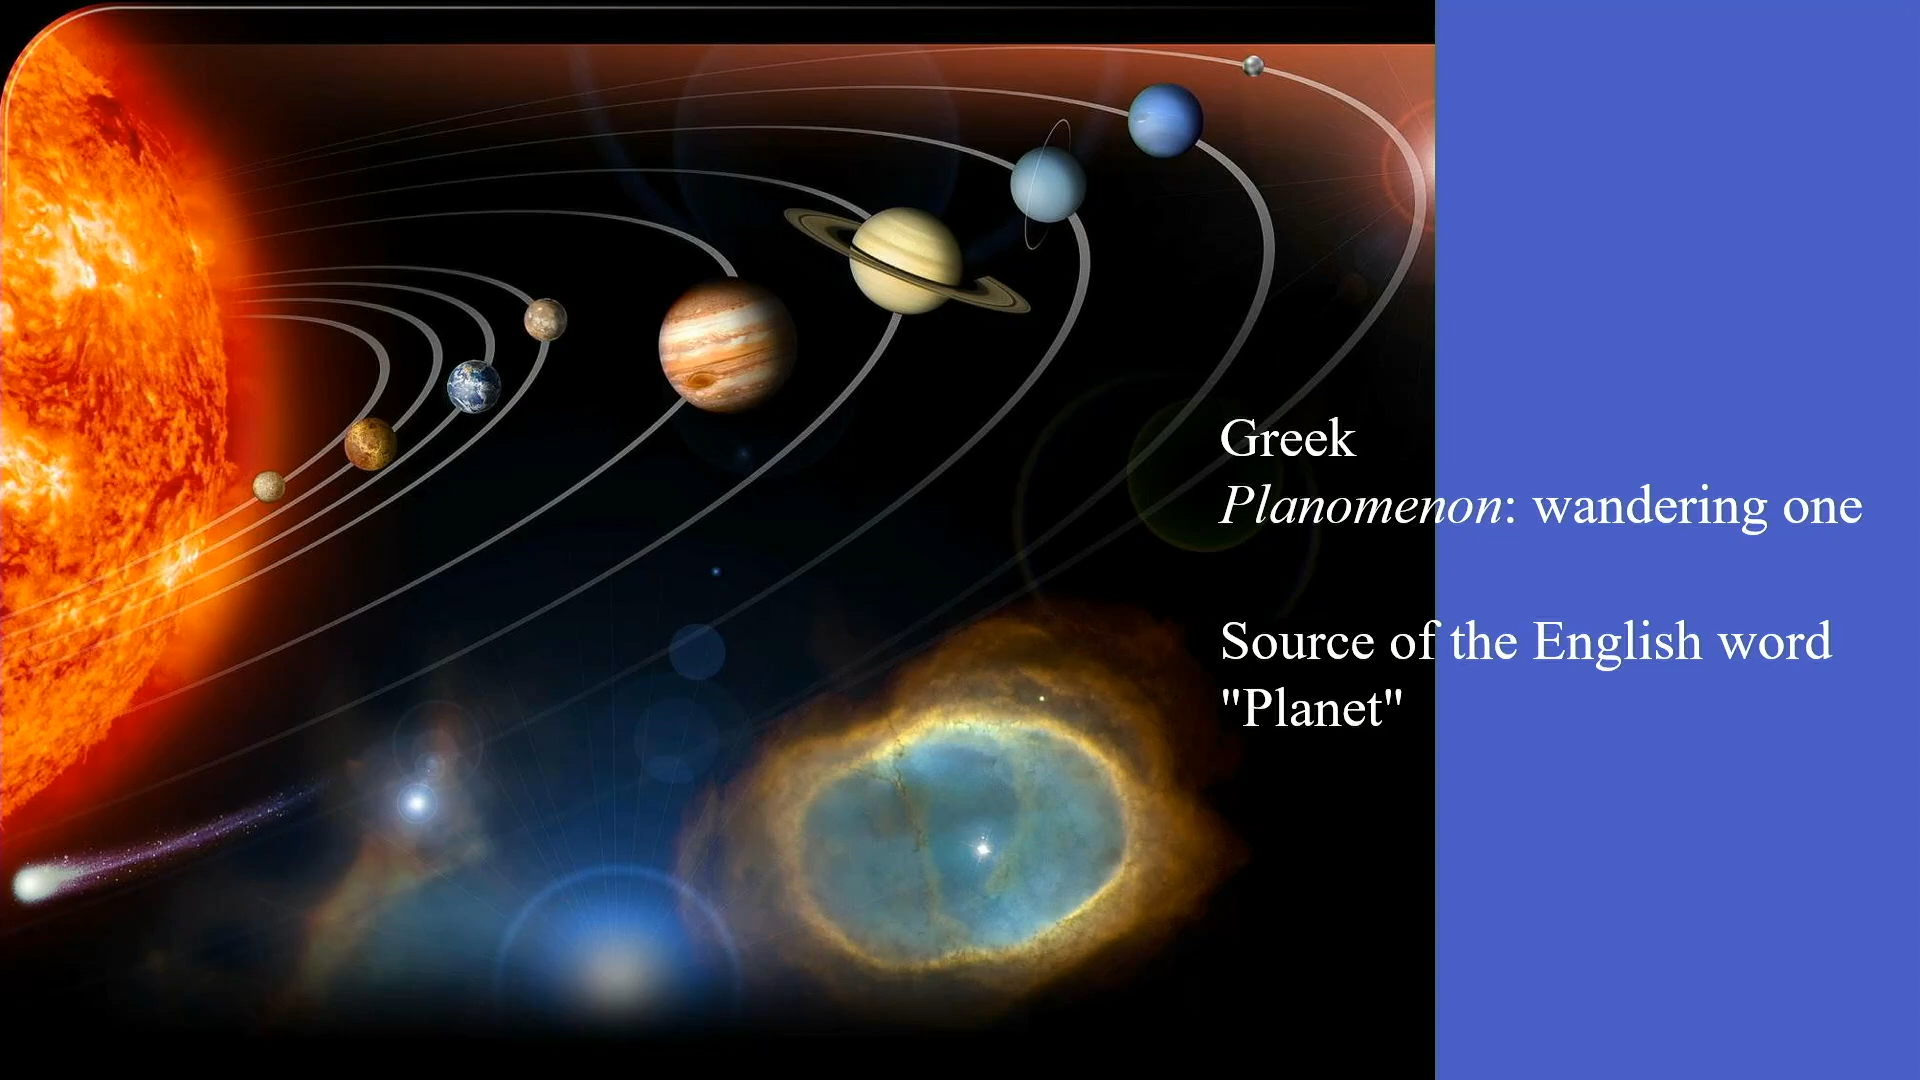 Greek
Planomenon: wandering one
Source of the English word
"Planet"